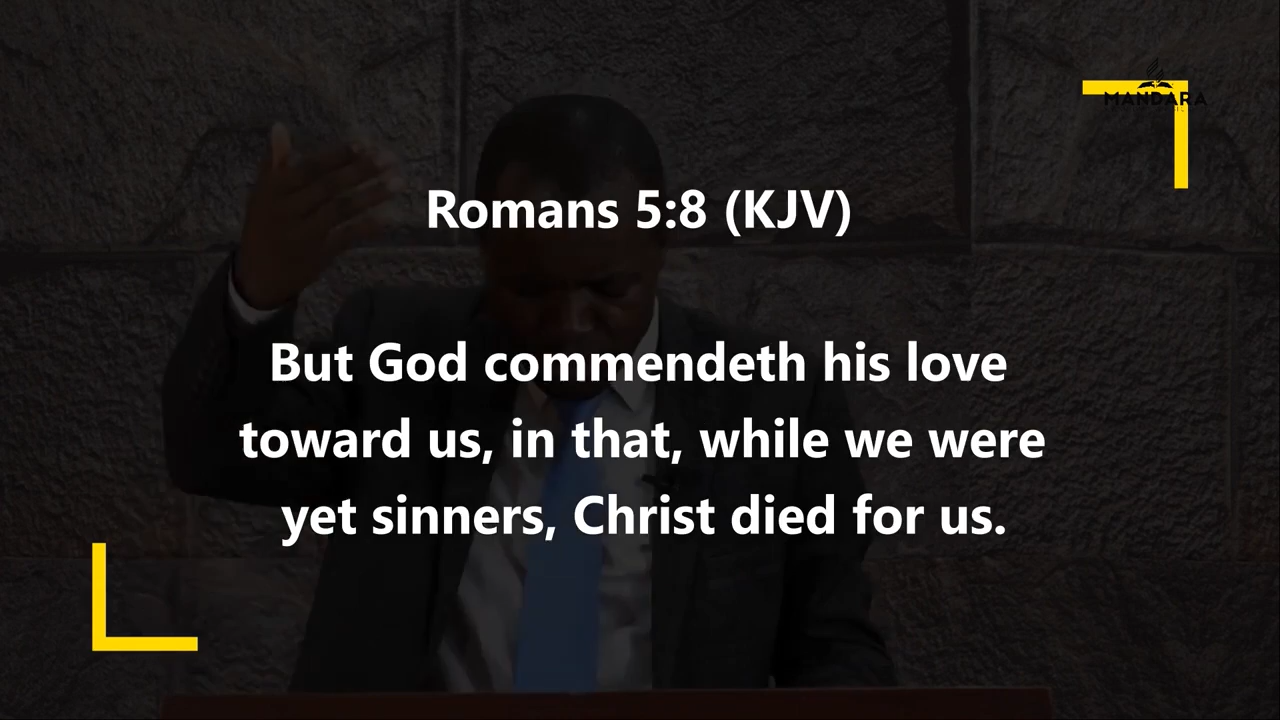 MANDARA
Romans 5:8 (KJV)
But God commendeth his love
toward us, in that, while we were
yet sinners, Christ died for us.